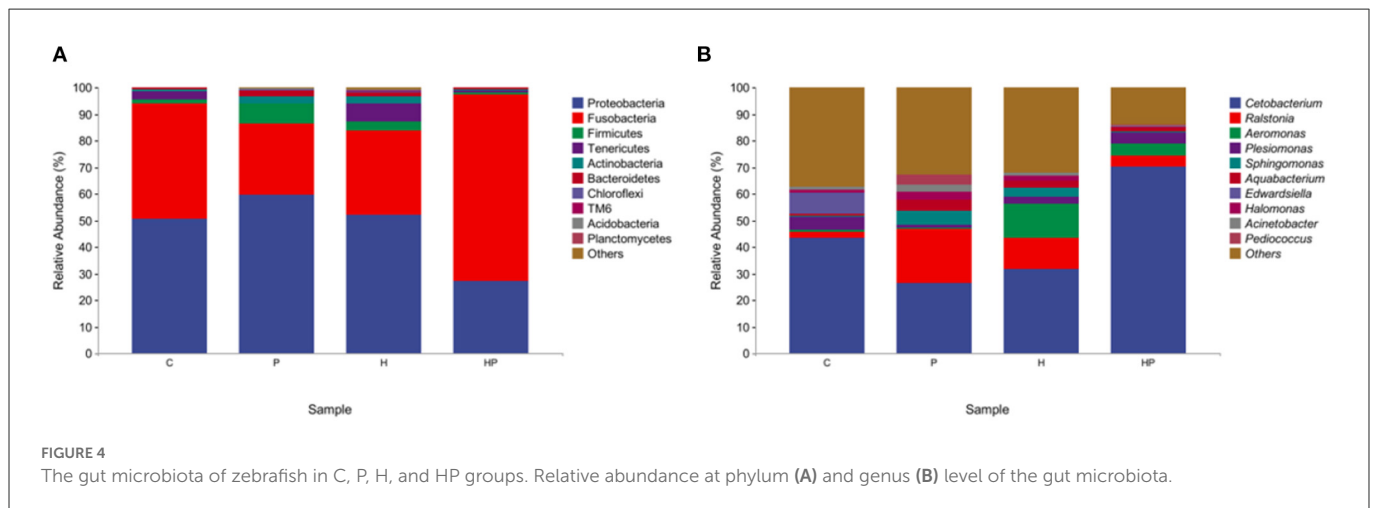 A
Relative Abundance (%)
100
90
80
70
60
50
40
30
20
10
0
C
P
H
HP
Sample
Proteobacteria
Fusobacteria
Firmicutes
Tenericutes
Actinobacteria
Bacteroidetes
Chloroflexi
TM6
Acidobacteria
Planctomycetes
Others
B
Relative Abundance (%)
100
90
80
70
60
50
40
30
20
10
0
C
P
H
HP
Sample
Cetobacterium
Ralstonia
Aeromonas
Plesiomonas
Sphingomonas
Aquabacterium
Edwardsiella
Halomonas
Acinetobacter
Pediococcus
Others
FIGURE 4
The gut microbiota of zebrafish in C, P, H, and HP groups. Relative abundance at phylum (A) and genus (B) level of the gut microbiota.